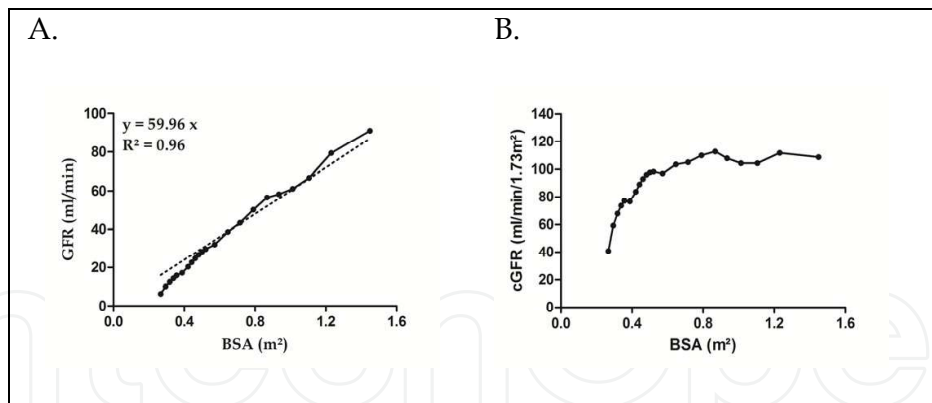 A.
B.
y = 59.96 x
R² = 0.96
GFR (ml/min)
100
80
60
40
20
0
0.0 0.4 0.8 1.2 1.6
BSA (m²)
cGFR (ml/min/1.73m²)
140
120
100
80
60
40
20
0
0.0 0.4 0.8 1.2 1.6
BSA (m²)